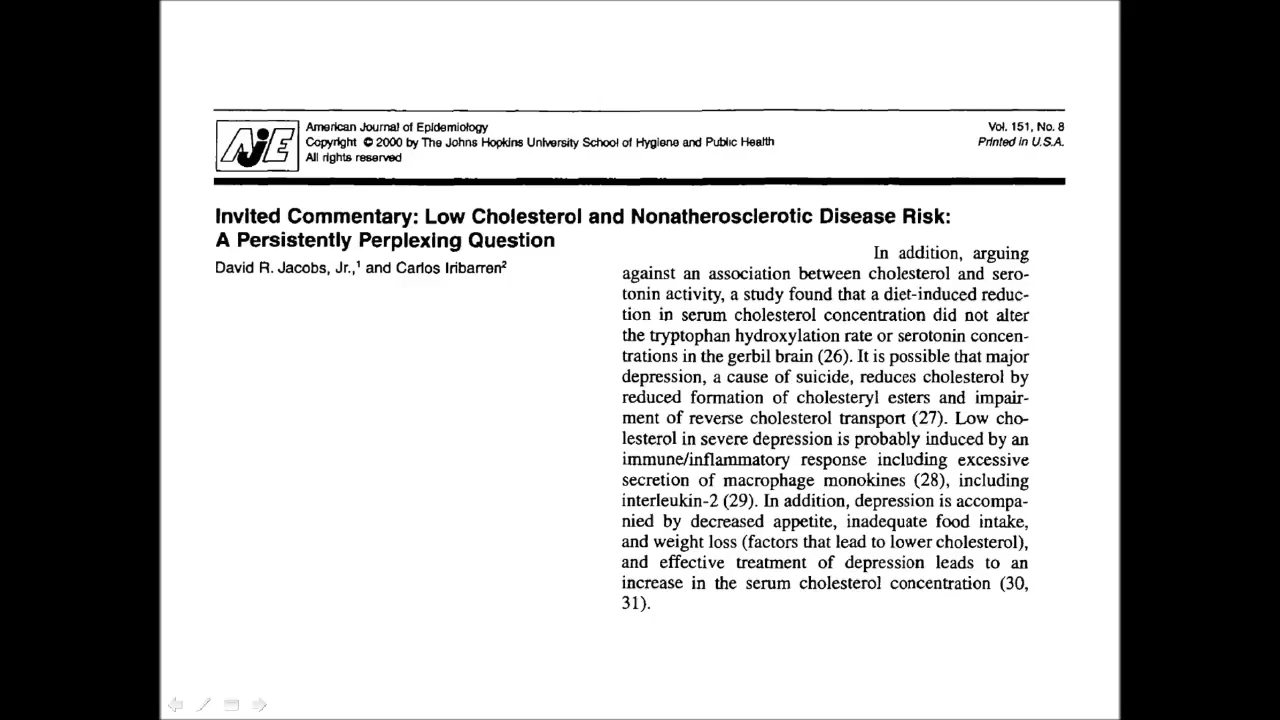 AJE
American Journal of Epidemiology
Copyright © 2000 by The Johns Hopkins University School of Hygiene and Public Health
All rights reserved
Vol. 151, No. 8
Printed in U.S.A.
Invited Commentary: Low Cholesterol and Nonatherosclerotic Disease Risk:
A Persistently Perplexing Question
David R. Jacobs, Jr.,¹ and Carlos Iribarren²
In addition, arguing
against an association between cholesterol and sero-
tonin activity, a study found that a diet-induced reduc-
tion in serum cholesterol concentration did not alter
the tryptophan hydroxylation rate or serotonin concen-
trations in the gerbil brain (26). It is possible that major
depression, a cause of suicide, reduces cholesterol by
reduced formation of cholesteryl esters and impair-
ment of reverse cholesterol transport (27). Low cho-
lesterol in severe depression is probably induced by an
immune/inflammatory response including excessive
secretion of macrophage monokines (28), including
interleukin-2 (29). In addition, depression is accompa-
nied by decreased appetite, inadequate food intake,
and weight loss (factors that lead to lower cholesterol),
and effective treatment of depression leads to an
increase in the serum cholesterol concentration (30,
31).